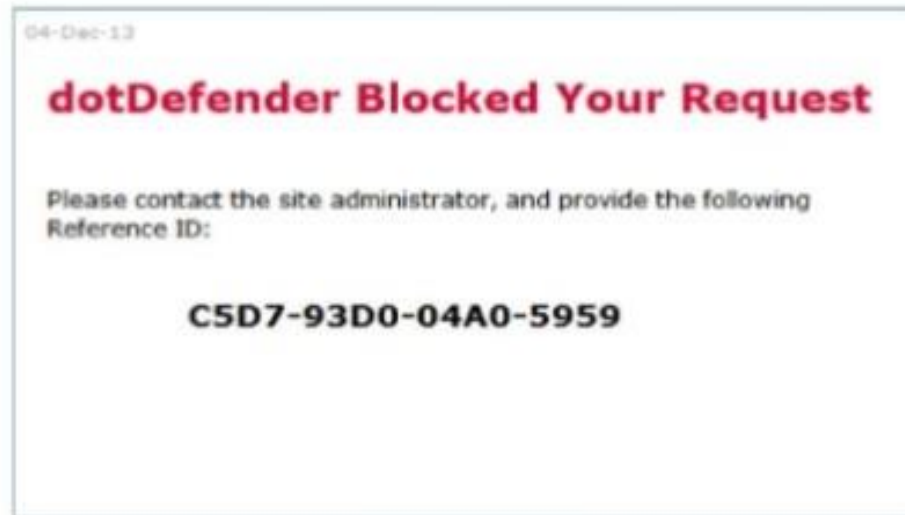 04-Dec-13
dotDefender Blocked Your Request
Please contact the site administrator, and provide the following
Reference ID:
C5D7-93D0-04A0-5959